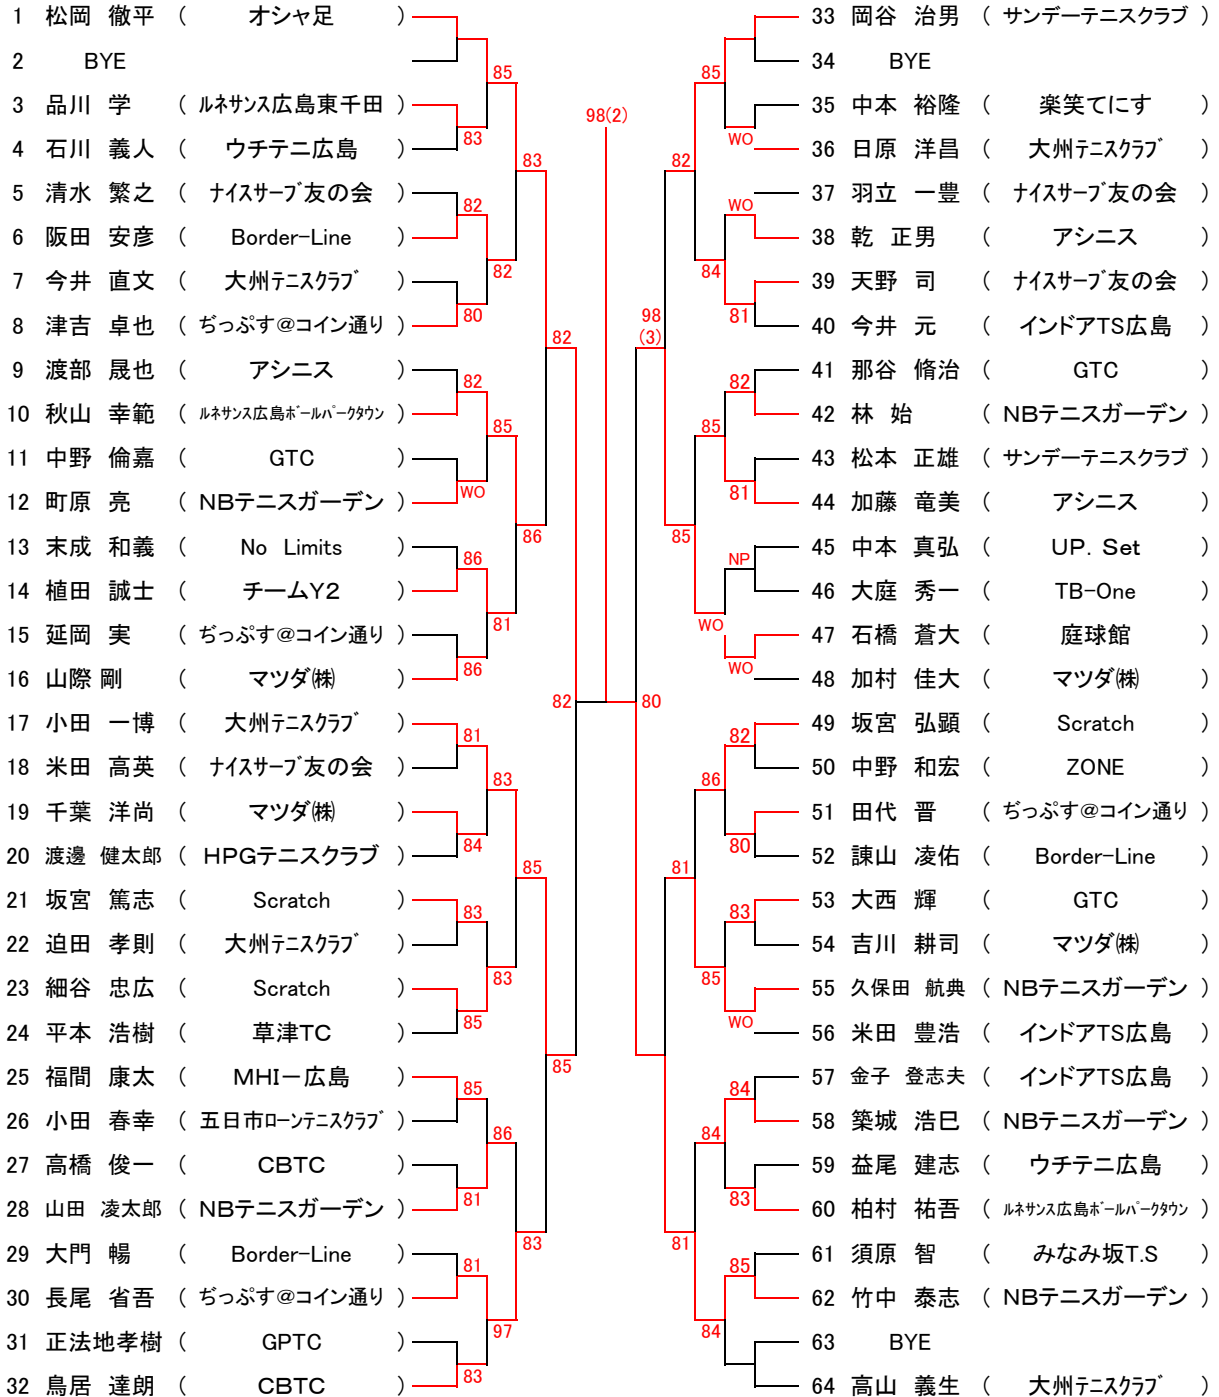 1 松岡 徹平 ( オシャ足 )
2 BYE
3 品川 学 ( ルネサンス広島東千田 )
4 石川 義人 ( ウチテニ広島 )
5 清水 繁之 ( ナイスサーブ友の会 )
6 阪田 安彦 ( Border-Line )
7 今井 直文 ( 大州テニスクラブ )
8 津吉 卓也 ( ぢっぷす@コイン通り )
9 渡部 晟也 ( アシニス )
10 秋山 幸範 ( ルネサンス広島ボールパークタウン )
11 中野 倫嘉 ( GTC )
12 町原 亮 ( NBテニスガーデン )
13 末成 和義 ( No Limits )
14 植田 誠士 ( チームY2 )
15 延岡 実 ( ぢっぷす@コイン通り )
16 山際 剛 ( マツダ㈱ )
17 小田 一博 ( 大州テニスクラブ )
18 米田 高英 ( ナイスサーブ友の会 )
19 千葉 洋尚 ( マツダ㈱ )
20 渡邊 健太郎 ( HPGテニスクラブ )
21 坂宮 篤志 ( Scratch )
22 迫田 孝則 ( 大州テニスクラブ )
23 細谷 忠広 ( Scratch )
24 平本 浩樹 ( 草津TC )
25 福間 康太 ( MHIー広島 )
26 小田 春幸 ( 五日市ローンテニスクラブ )
27 高橋 俊一 ( CBTC )
28 山田 凌太郎 ( NBテニスガーデン )
29 大門 暢 ( Border-Line )
30 長尾 省吾 ( ぢっぷす@コイン通り )
31 正法地孝樹 ( GPTC )
32 鳥居 達朗 ( CBTC )
83
82
80
82
WO
86
86
81
84
83
85
85
81
81
83
85
82
85
81
83
83
86
97
83
86
85
83
82
85
82
98(2)
80
98
(3)
81
82
85
81
85
84
85
86
85
84
84
WO
WO
81
82
81
NP
WO
WO
82
80
83
WO
84
83
85
33 岡谷 治男 ( サンデーテニスクラブ )
34 BYE
35 中本 裕隆 ( 楽笑てにす )
36 日原 洋昌 ( 大州テニスクラブ )
37 羽立 一豊 ( ナイスサーブ友の会 )
38 乾 正男 ( アシニス )
39 天野 司 ( ナイスサーブ友の会 )
40 今井 元 ( インドアTS広島 )
41 那谷 脩治 ( GTC )
42 林 始 ( NBテニスガーデン )
43 松本 正雄 ( サンデーテニスクラブ )
44 加藤 竜美 ( アシニス )
45 中本 真弘 ( UP. Set )
46 大庭 秀一 ( TB-One )
47 石橋 蒼大 ( 庭球館 )
48 加村 佳大 ( マツダ㈱ )
49 坂宮 弘顕 ( Scratch )
50 中野 和宏 ( ZONE )
51 田代 晋 ( ぢっぷす@コイン通り )
52 諌山 凌佑 ( Border-Line )
53 大西 輝 ( GTC )
54 吉川 耕司 ( マツダ㈱ )
55 久保田 航典 ( NBテニスガーデン )
56 米田 豊浩 ( インドアTS広島 )
57 金子 登志夫 ( インドアTS広島 )
58 築城 浩巳 ( NBテニスガーデン )
59 益尾 建志 ( ウチテニ広島 )
60 柏村 祐吾 ( ルネサンス広島ボールパークタウン )
61 須原 智 ( みなみ坂T.S )
62 竹中 泰志 ( NBテニスガーデン )
63 BYE
64 高山 義生 ( 大州テニスクラブ )